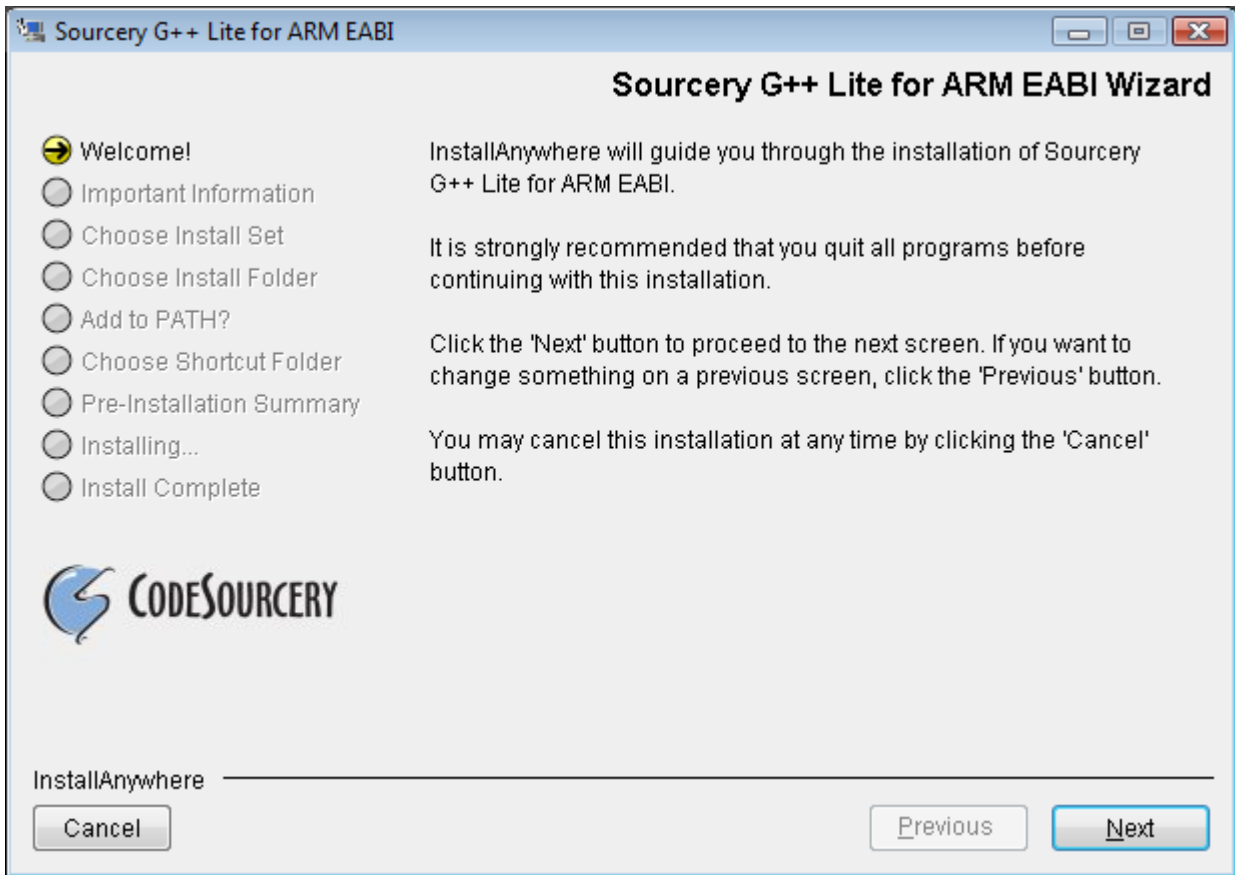 Sourcery G++ Lite for ARM EABI
Sourcery G++ Lite for ARM EABI Wizard
Welcome!
Important Information
Choose Install Set
Choose Install Folder
Add to PATH?
Choose Shortcut Folder
Pre-Installation Summary
Installing...
Install Complete
CODESOURCERY
InstallAnywhere will guide you through the installation of Sourcery
G++ Lite for ARM EABI.
It is strongly recommended that you quit all programs before
continuing with this installation.
Click the 'Next' button to proceed to the next screen. If you want to
change something on a previous screen, click the 'Previous' button.
You may cancel this installation at any time by clicking the 'Cancel'
button.
InstallAnywhere
Cancel
Previous
Next